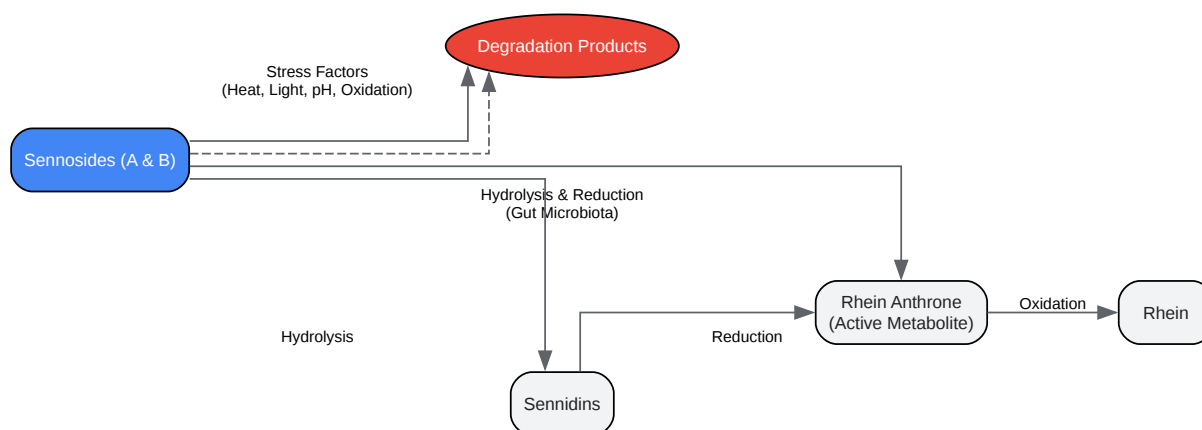 Degradation Products
Stress Factors
(Heat, Light, pH, Oxidation)
Sennosides (A & B)
Hydrolysis & Reduction
(Gut Microbiota)
Rhein Anthrone
(Active Metabolite)
Oxidation
Rhein
Hydrolysis
Reduction
Sennidins